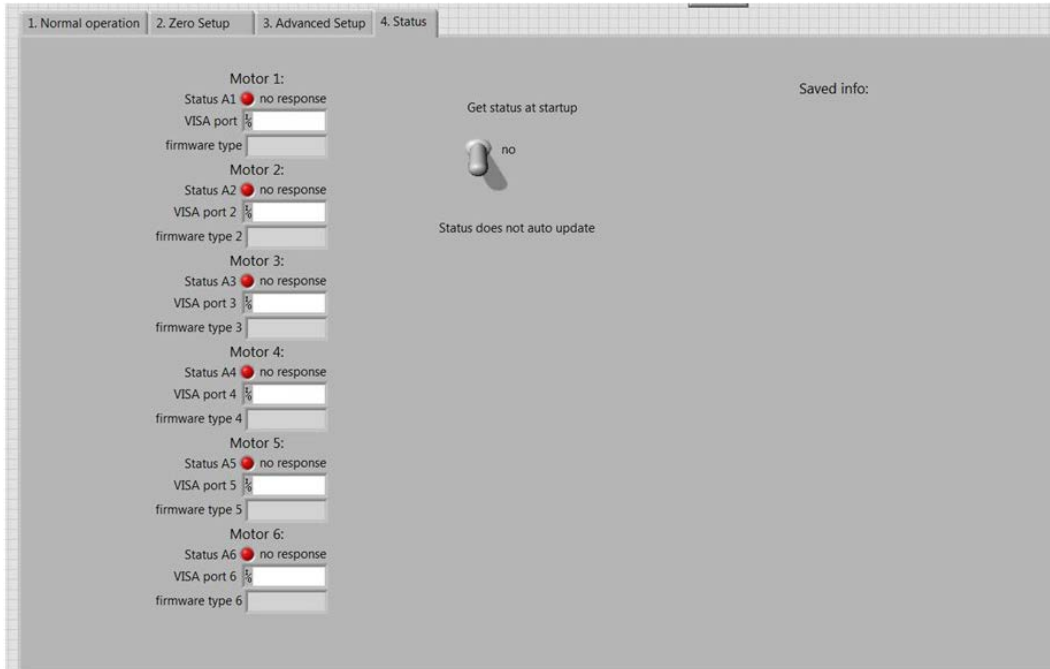 1. Normal operation 2. Zero Setup 3. Advanced Setup 4. Status
Motor 1:
Status A1 no response
VISA port
firmware type
Motor 2:
Status A2 no response
VISA port 2
firmware type 2
Motor 3:
Status A3 no response
VISA port 3
firmware type 3
Motor 4:
Status A4 no response
VISA port 4
firmware type 4
Motor 5:
Status A5 no response
VISA port 5
firmware type 5
Motor 6:
Status A6 no response
VISA port 6
firmware type 6
Get status at startup
no
Status does not auto update
Saved info: